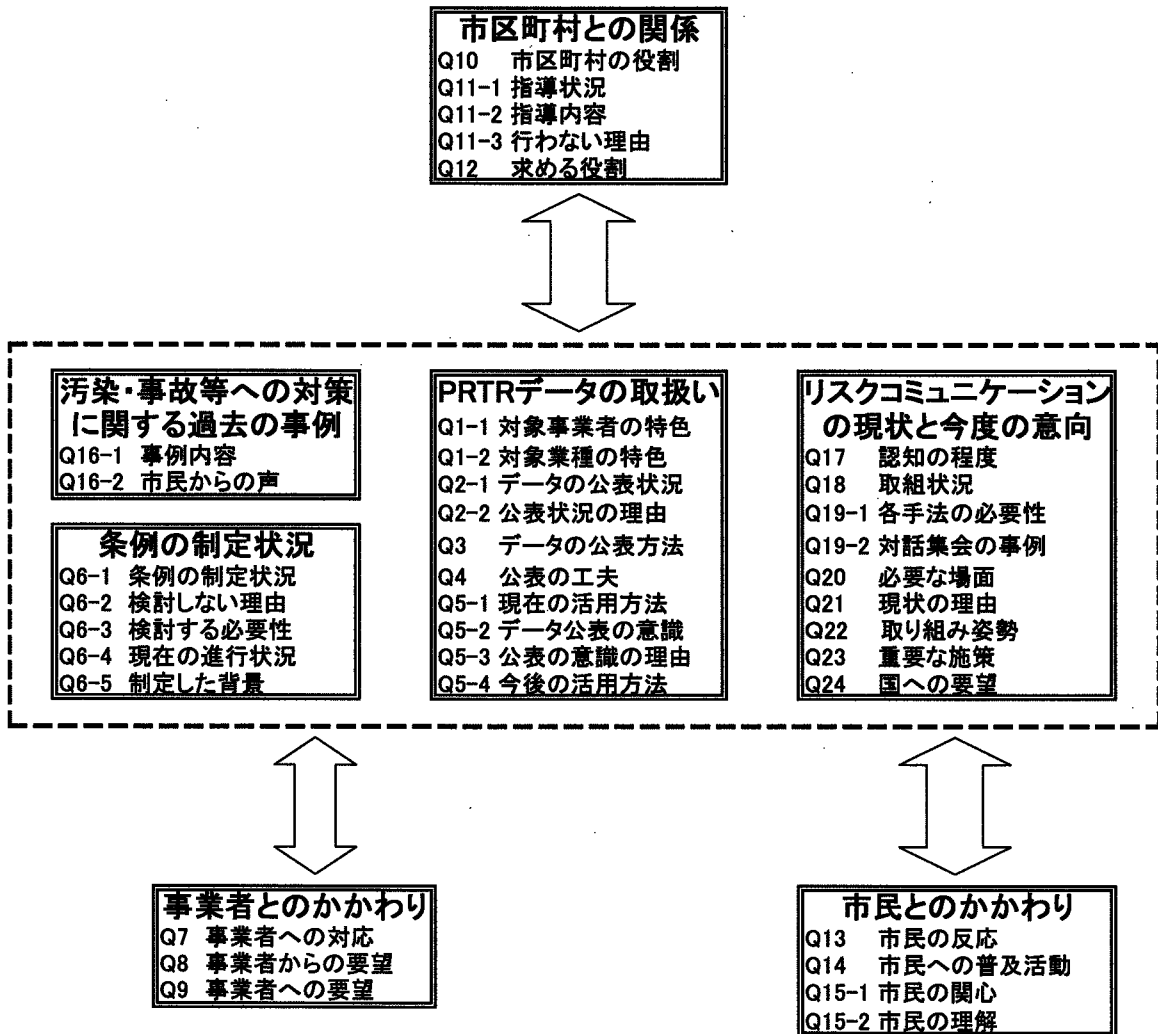 市区町村との関係
Q10 市区町村の役割
Q11-1 指導状況
Q11-2 指導内容
Q11-3 行わない理由
Q12 求める役割
汚染・事故等への対策
に関する過去の事例
Q16-1 事例内容
Q16-2 市民からの声
条例の制定状況
Q6-1 条例の制定状況
Q6-2 検討しない理由
Q6-3 検討する必要性
Q6-4 現在の進行状況
Q6-5 制定した背景
PRTRデータの取扱い
Q1-1 対象事業者の特色
Q1-2 対象業種の特色
Q2-1 データの公表状況
Q2-2 公表状況の理由
Q3 データの公表方法
Q4 公表の工夫
Q5-1 現在の活用方法
Q5-2 データ公表の意識
Q5-3 公表の意識の理由
Q5-4 今後の活用方法
リスクコミュニケーション
の現状と今度の意向
Q17 認知の程度
Q18 取組状況
Q19-1 各手法の必要性
Q19-2 対話集会の事例
Q20 必要な場面
Q21 現状の理由
Q22 取り組み姿勢
Q23 重要な施策
Q24 国への要望
事業者とのかかわり
Q7 事業者への対応
Q8 事業者からの要望
Q9 事業者への要望
市民とのかかわり
Q13 市民の反応
Q14 市民への普及活動
Q15-1 市民の関心
Q15-2 市民の理解